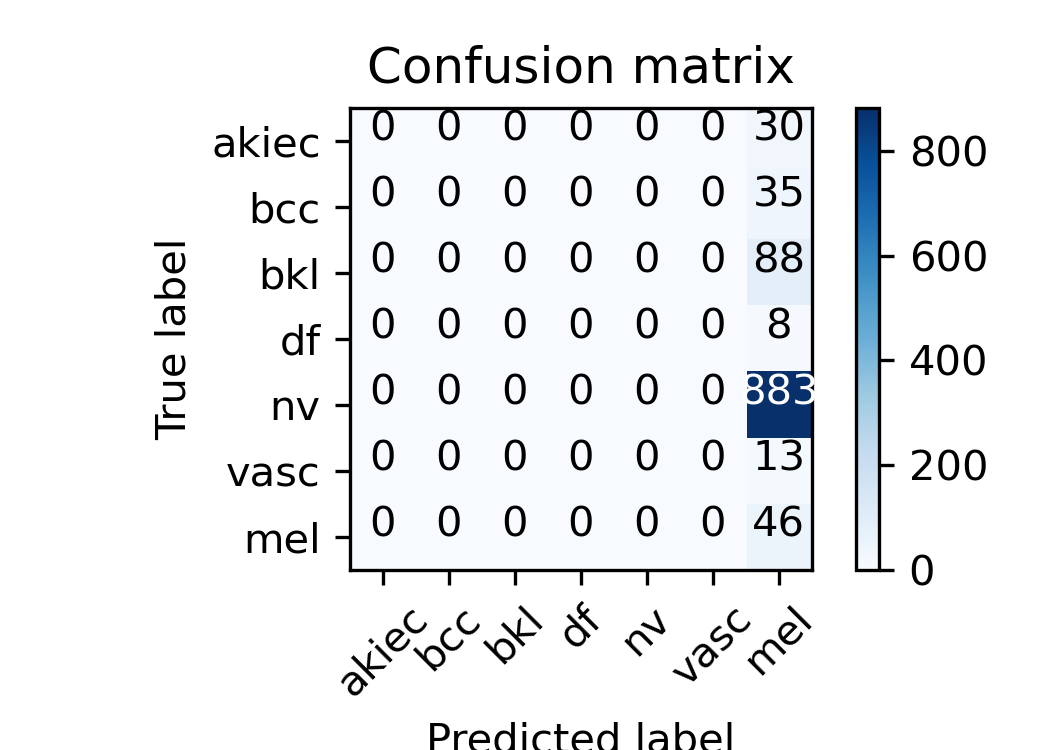 Confusion matrix
akiec 0 0 0 0 0 0 30
bcc 0 0 0 0 0 0 35
bkl 0 0 0 0 0 0 88
df 0 0 0 0 0 0 8
nv 0 0 0 0 0 0 883
vasc 0 0 0 0 0 0 13
mel 0 0 0 0 0 0 46
True label
akiec bcc bkl df nv vasc mel
Predicted label
800
600
400
200
0